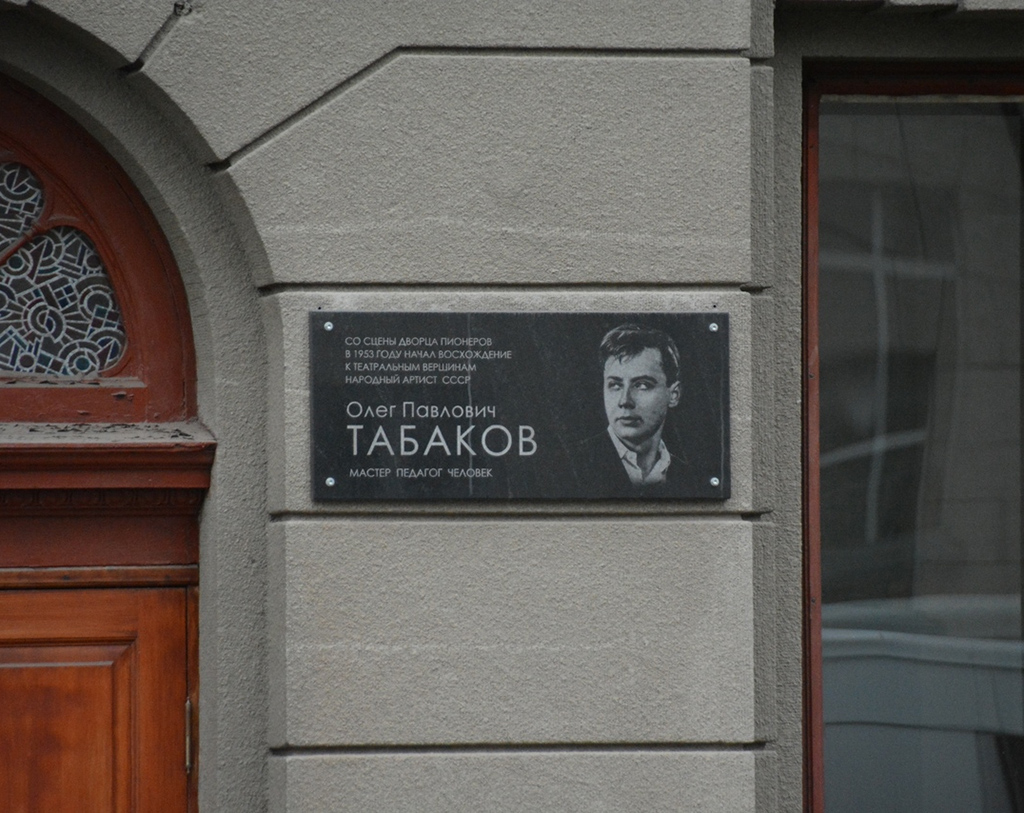 СО СЦЕНЫ ДВОРЦА ПИОНЕРОВ
В 1953 ГОДУ НАЧАЛ ВОСХОЖДЕНИЕ
К ТЕАТРАЛЬНЫМ ВЕРШИНАМ
НАРОДНЫЙ АРТИСТ СССР
Олег Павлович
ТАБАКОВ
МАСТЕР ПЕДАГОГ ЧЕЛОВЕК